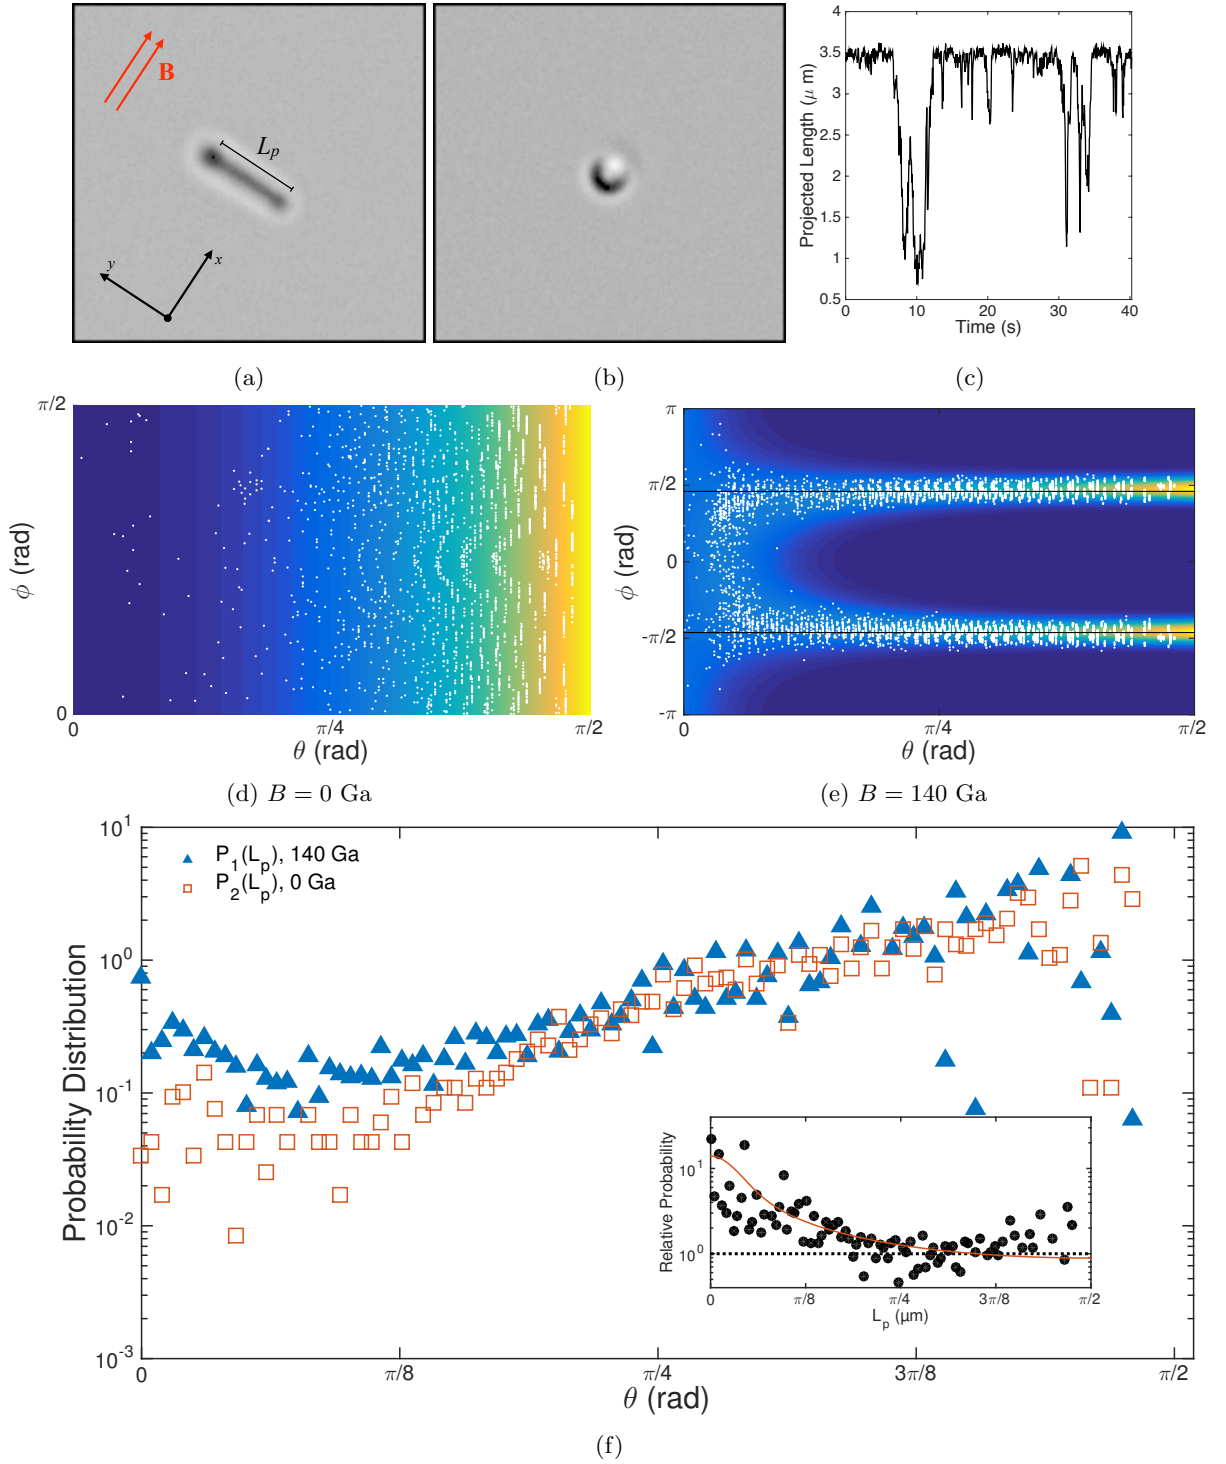 B
L_p
y
x
(a)
(b)
Projected Length (μ m)
4
3.5
3
2.5
2
1.5
1
0.5
0
10
20
30
40
Time (s)
(c)
π/2
ϕ (rad)
0
0
π/4
π/2
θ (rad)
(d) B = 0 Ga
π
π/2
0
-π/2
-π
ϕ (rad)
0
π/4
π/2
θ (rad)
(e) B = 140 Ga
P_1(L_p), 140 Ga
P_2(L_p), 0 Ga
Probability Distribution
10^1
10^0
10^-1
10^-2
10^-3
0
π/8
π/4
3π/8
π/2
θ (rad)
Relative Probability
10^1
10^0
0
π/8
π/4
3π/8
π/2
L_p (μm)
(f)